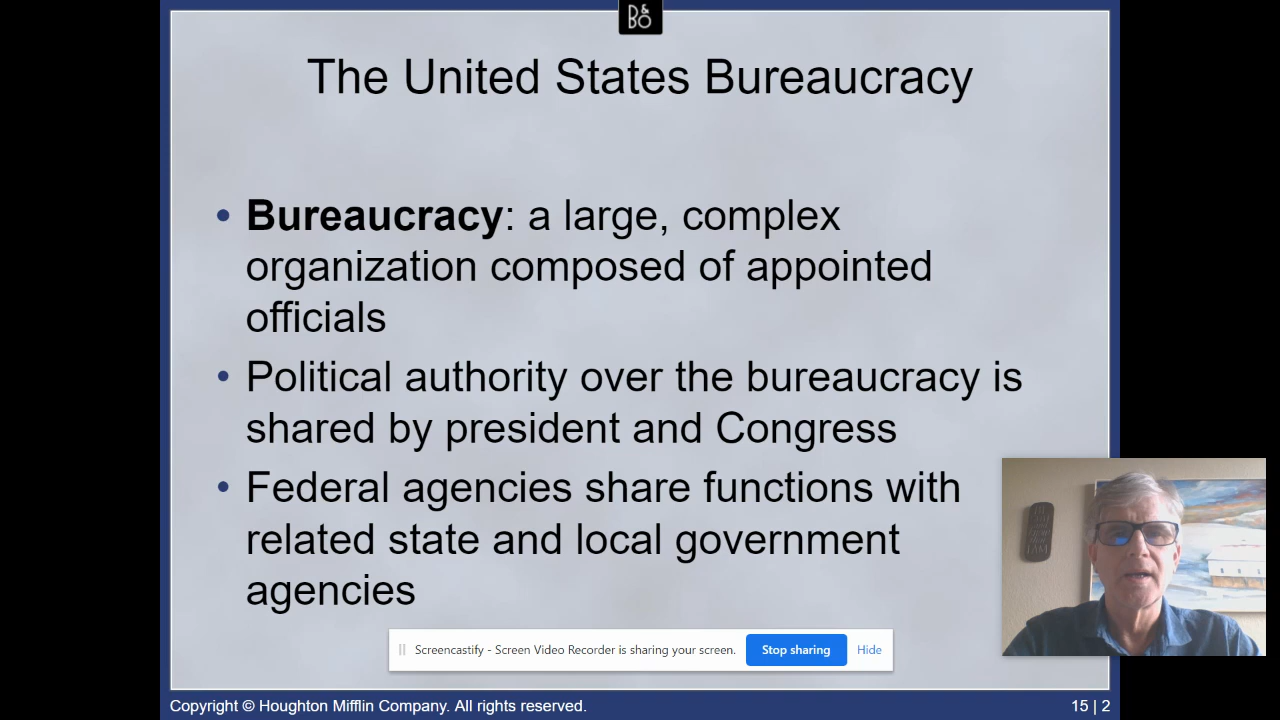 D&
BO
The United States Bureaucracy
• Bureaucracy: a large, complex
organization composed of appointed
officials
• Political authority over the bureaucracy is
shared by president and Congress
• Federal agencies share functions with
related state and local government
agencies
Screencastify - Screen Video Recorder is sharing your screen. Stop sharing Hide
Copyright © Houghton Mifflin Company. All rights reserved. 15 | 2